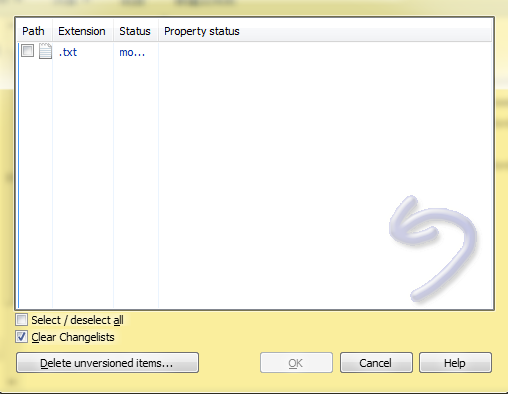 Path Extension Status Property status
.txt mo...
Select / deselect all
Clear Changelists
Delete unversioned items... OK Cancel Help